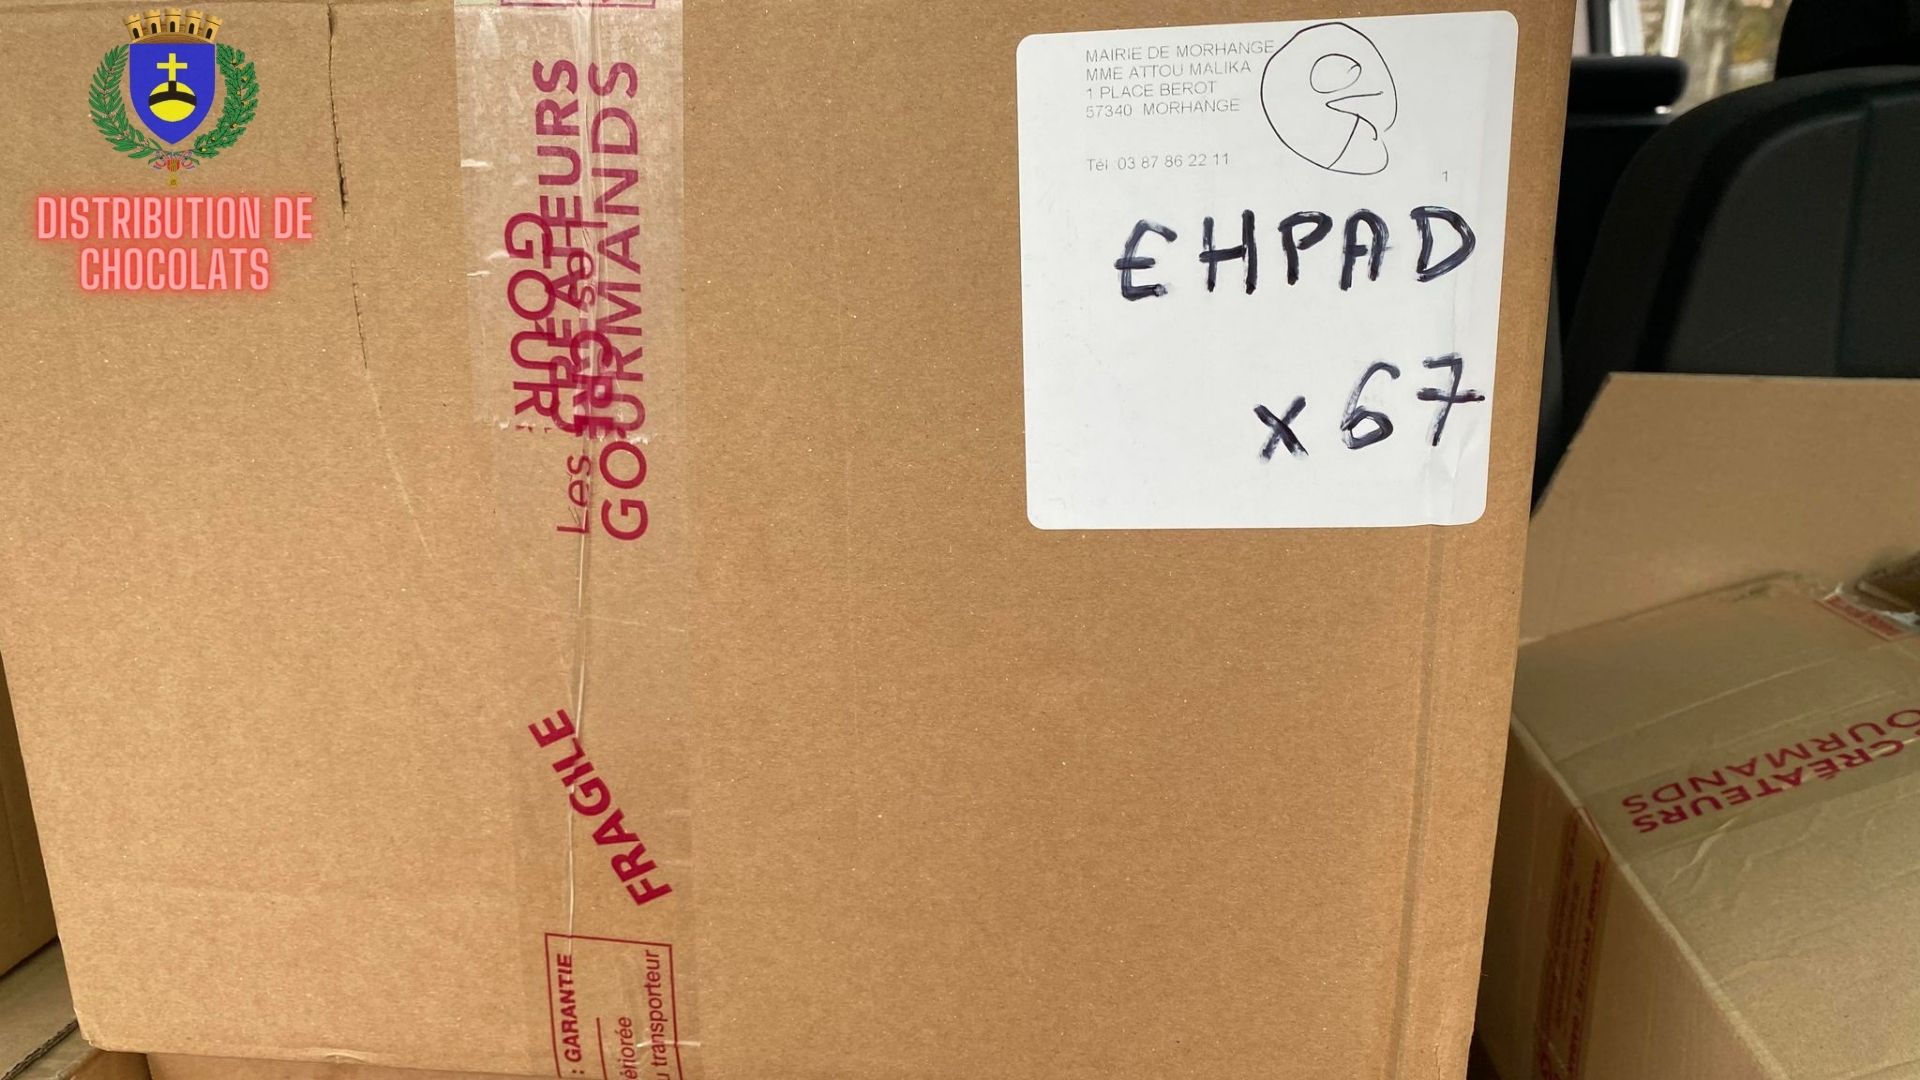 DISTRIBUTION DE
CHOCOLATS
Les CRÉATEURS
GOURMANDS
FRAGILE
: GARANTIE
transporteur
MAIRIE DE MORHANGE
MME ATTOU MALIKA
1 PLACE BEROT
57340 MORHANGE
Tél 03 87 86 22 11
1
EHPAD
x 67
CRÉATEURS
GOURMANDS